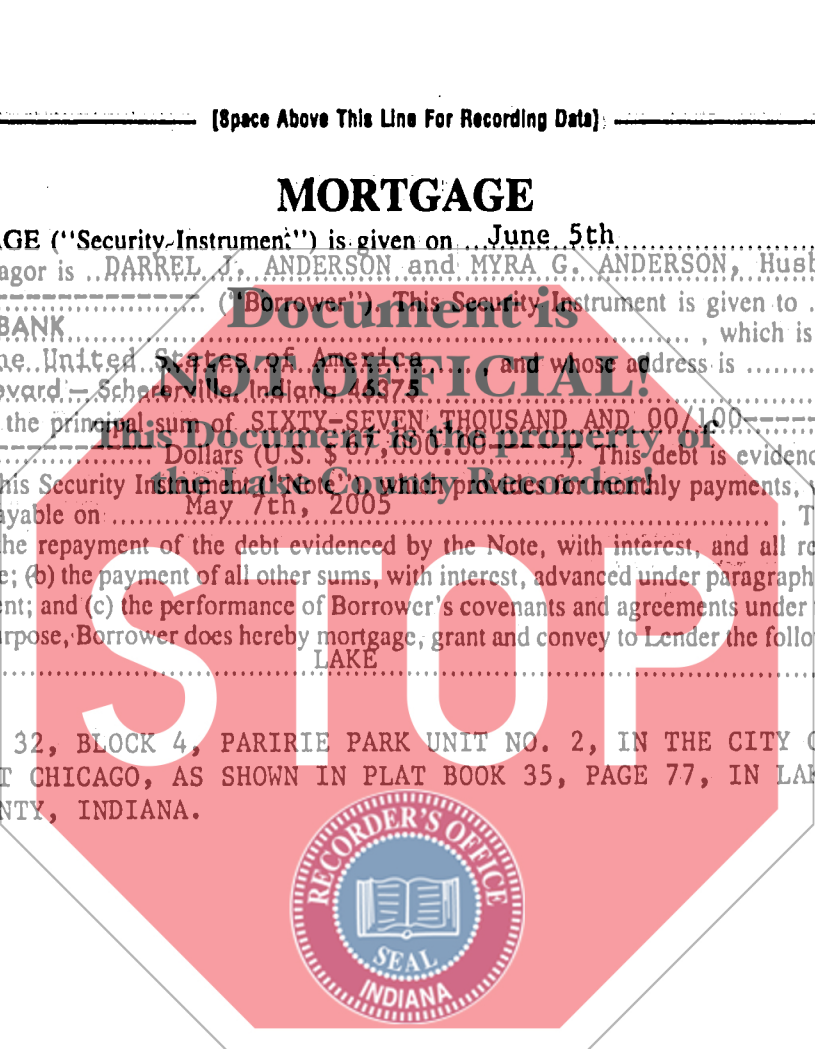 [Space Above This Line For Recording Data]
MORTGAGE
GE ("Security Instrument") is given on June 5th
agor is DARREL J. ANDERSON and MYRA G. ANDERSON, Husb
("Borrower"). This Security Instrument is given to
Document is
BANK , which is
he United States of America , and whose address is
NOT OFFICIAL!
evard - Schererville, Indiana 46375
the principal sum of SIXTY-SEVEN THOUSAND AND 00/100
This Document is the property of
Dollars (U.S. $ 67,000.00 ). This debt is evidenc
the Lake County Recorder!
his Security Instrument ("Note"), which provides for monthly payments,
ayable on May 7th, 2005 . T
he repayment of the debt evidenced by the Note, with interest, and all re
e; (b) the payment of all other sums, with interest, advanced under paragraph
ent; and (c) the performance of Borrower's covenants and agreements under
urpose, Borrower does hereby mortgage, grant and convey to Lender the follo
LAKE
STOP
32, BLOCK 4, PARIRIE PARK UNIT NO. 2, IN THE CITY
T CHICAGO, AS SHOWN IN PLAT BOOK 35, PAGE 77, IN LAK
NTY, INDIANA.
RECORDER'S OFFICE
SEAL
INDIANA